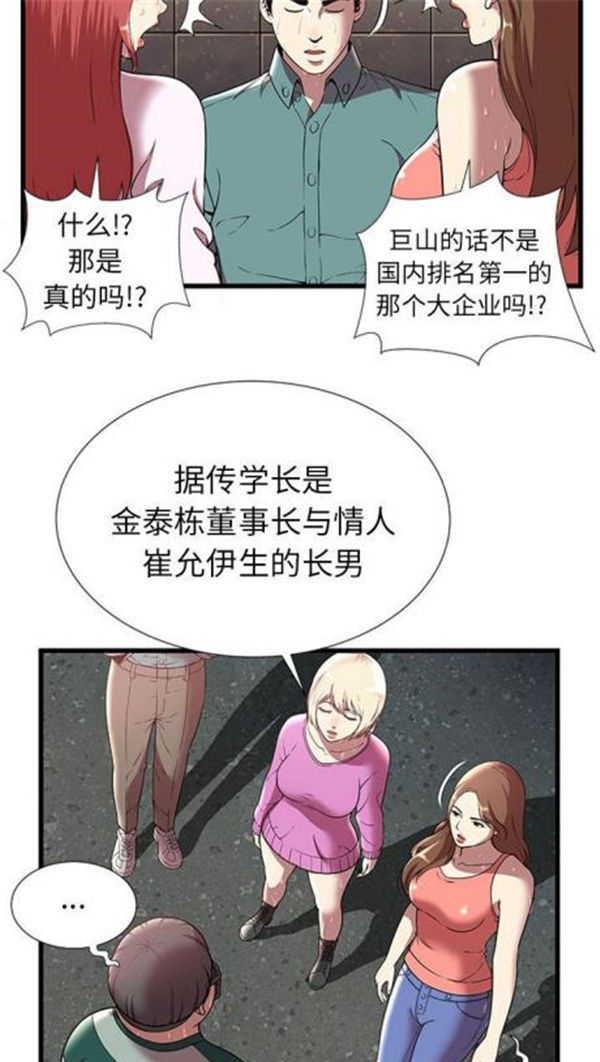 什么!?
那是
真的吗!?
巨山的话不是
国内排名第一的
那个大企业吗!?
据传学长是
金泰栋董事长与情人
崔允伊生的长男
...